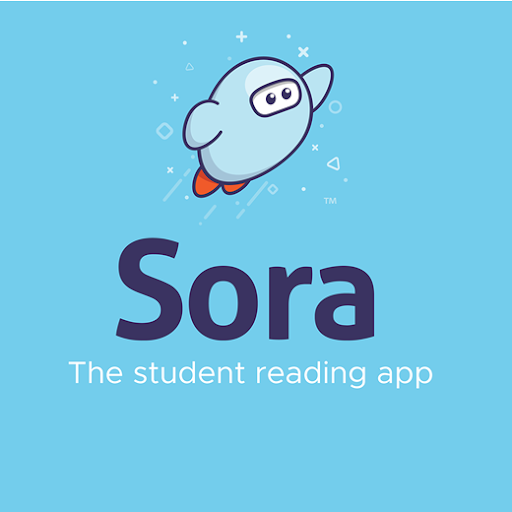 TM
Sora
The student reading app